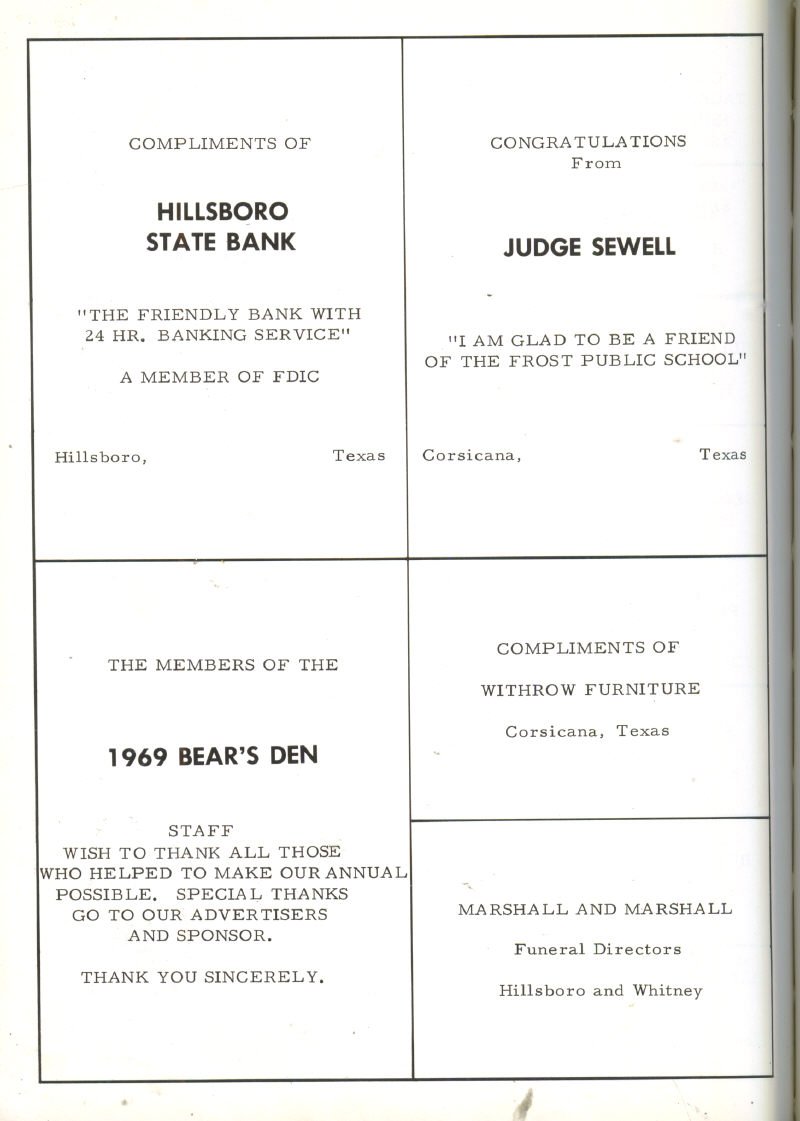 COMPLIMENTS OF
HILLSBORO
STATE BANK
"THE FRIENDLY BANK WITH
24 HR. BANKING SERVICE"
A MEMBER OF FDIC
Hillsboro, Texas
CONGRATULATIONS
From
JUDGE SEWELL
"I AM GLAD TO BE A FRIEND
OF THE FROST PUBLIC SCHOOL"
Corsicana, Texas
THE MEMBERS OF THE
1969 BEAR'S DEN
STAFF
WISH TO THANK ALL THOSE
WHO HELPED TO MAKE OUR ANNUAL
POSSIBLE. SPECIAL THANKS
GO TO OUR ADVERTISERS
AND SPONSOR.
THANK YOU SINCERELY.
COMPLIMENTS OF
WITHROW FURNITURE
Corsicana, Texas
MARSHALL AND MARSHALL
Funeral Directors
Hillsboro and Whitney